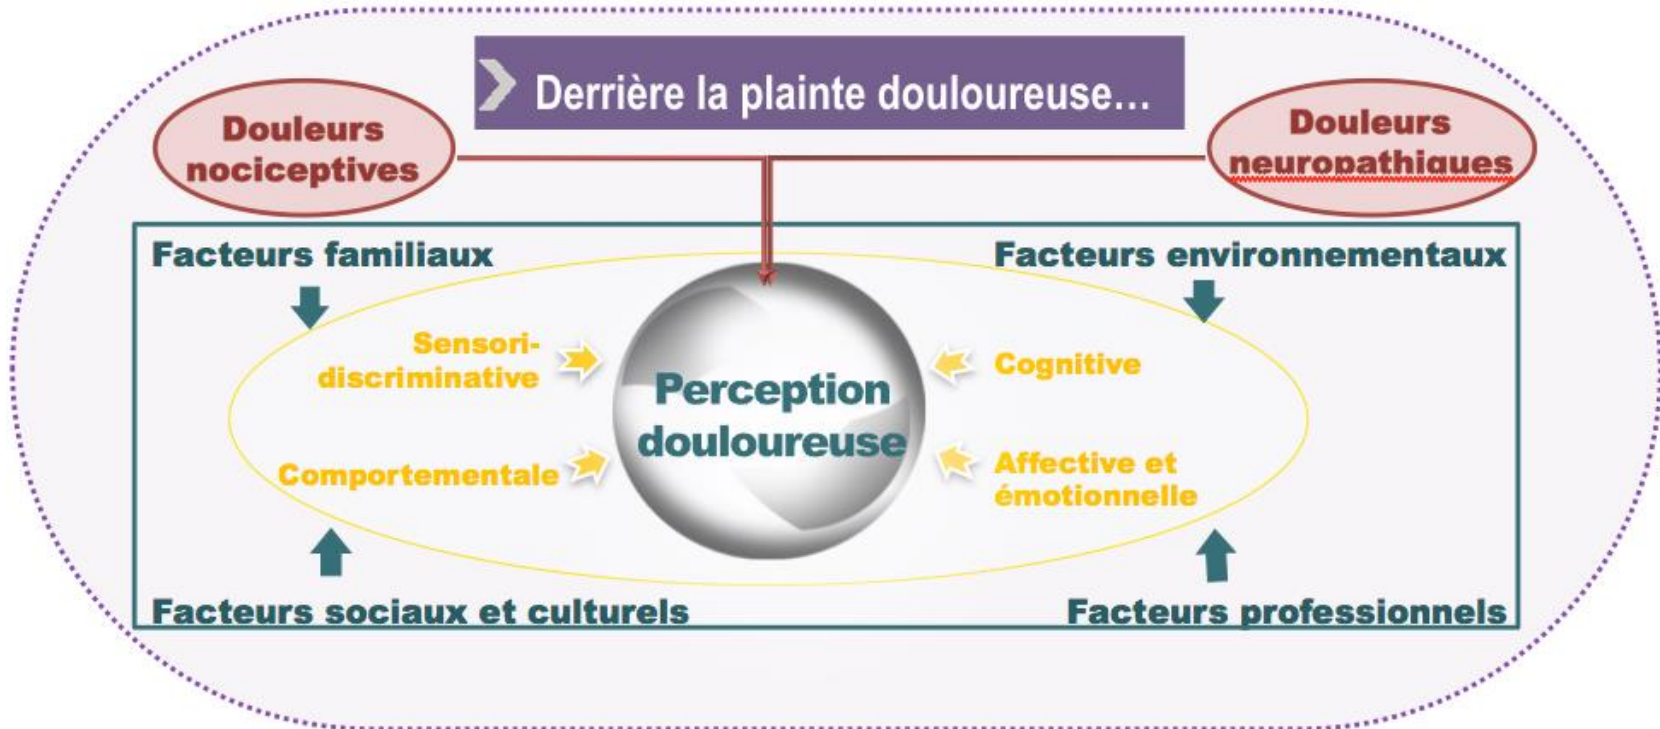 Derrière la plainte douloureuse…
Douleurs
nociceptives
Douleurs
neuropathiques
Facteurs familiaux
Facteurs environnementaux
Sensori-
discriminative
Cognitive
Perception
douloureuse
Comportementale
Affective et
émotionnelle
Facteurs sociaux et culturels
Facteurs professionnels